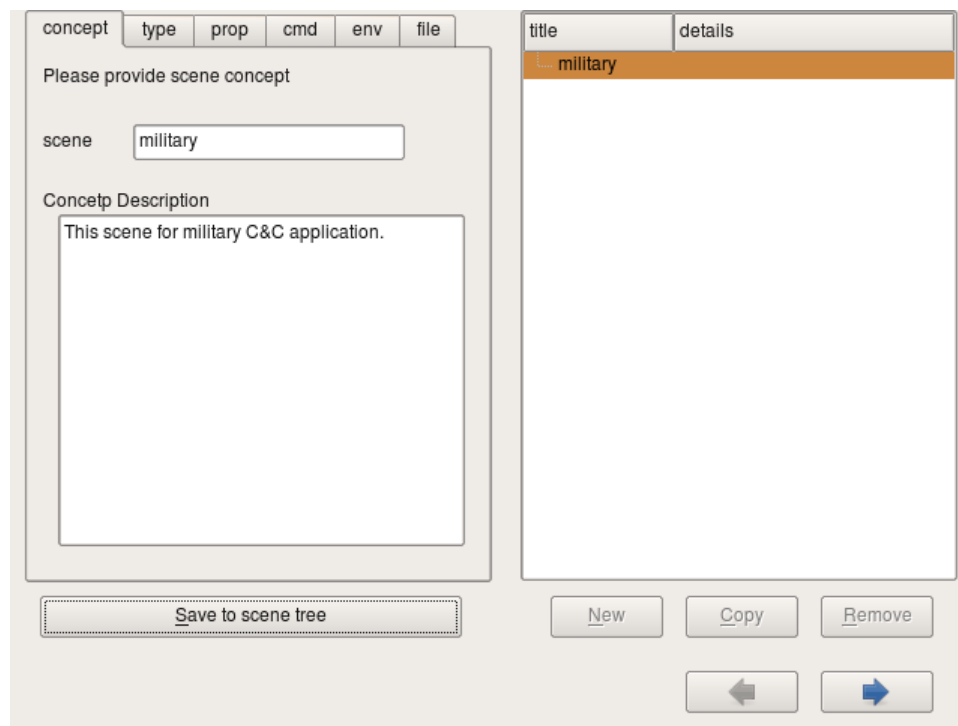 concept type prop cmd env file
Please provide scene concept
scene military
Concetp Description
This scene for military C&C application.
Save to scene tree
title details
military
New Copy Remove